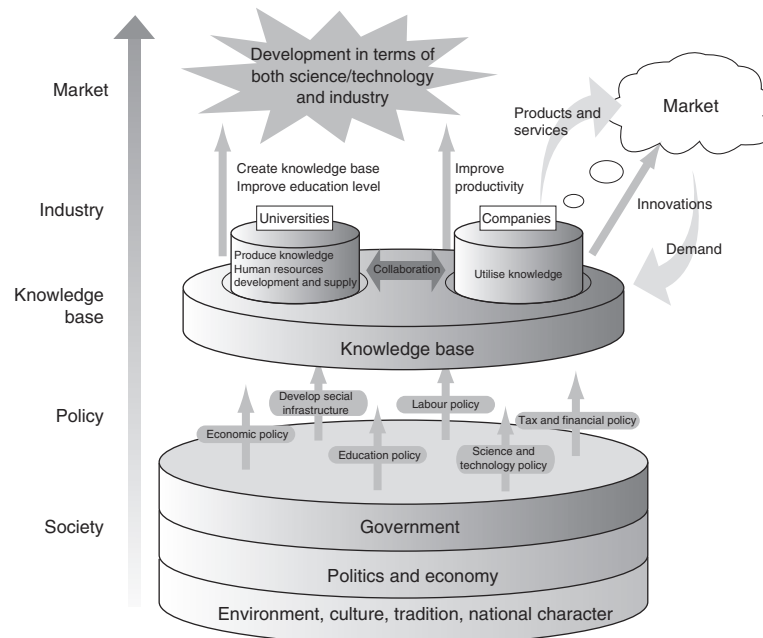 Development in terms of
both science/technology
and industry
Market
Products and
services
Market
Create knowledge base
Improve education level
Improve
productivity
Industry
Universities
Companies
Innovations
Produce knowledge
Human resources
development and supply
Collaboration
Utilise knowledge
Demand
Knowledge
base
Knowledge base
Policy
Economic policy
Develop secial
infrastructure
Education policy
Labour policy
Science and
technology policy
Tax and financial policy
Society
Government
Politics and economy
Environment, culture, tradition, national character